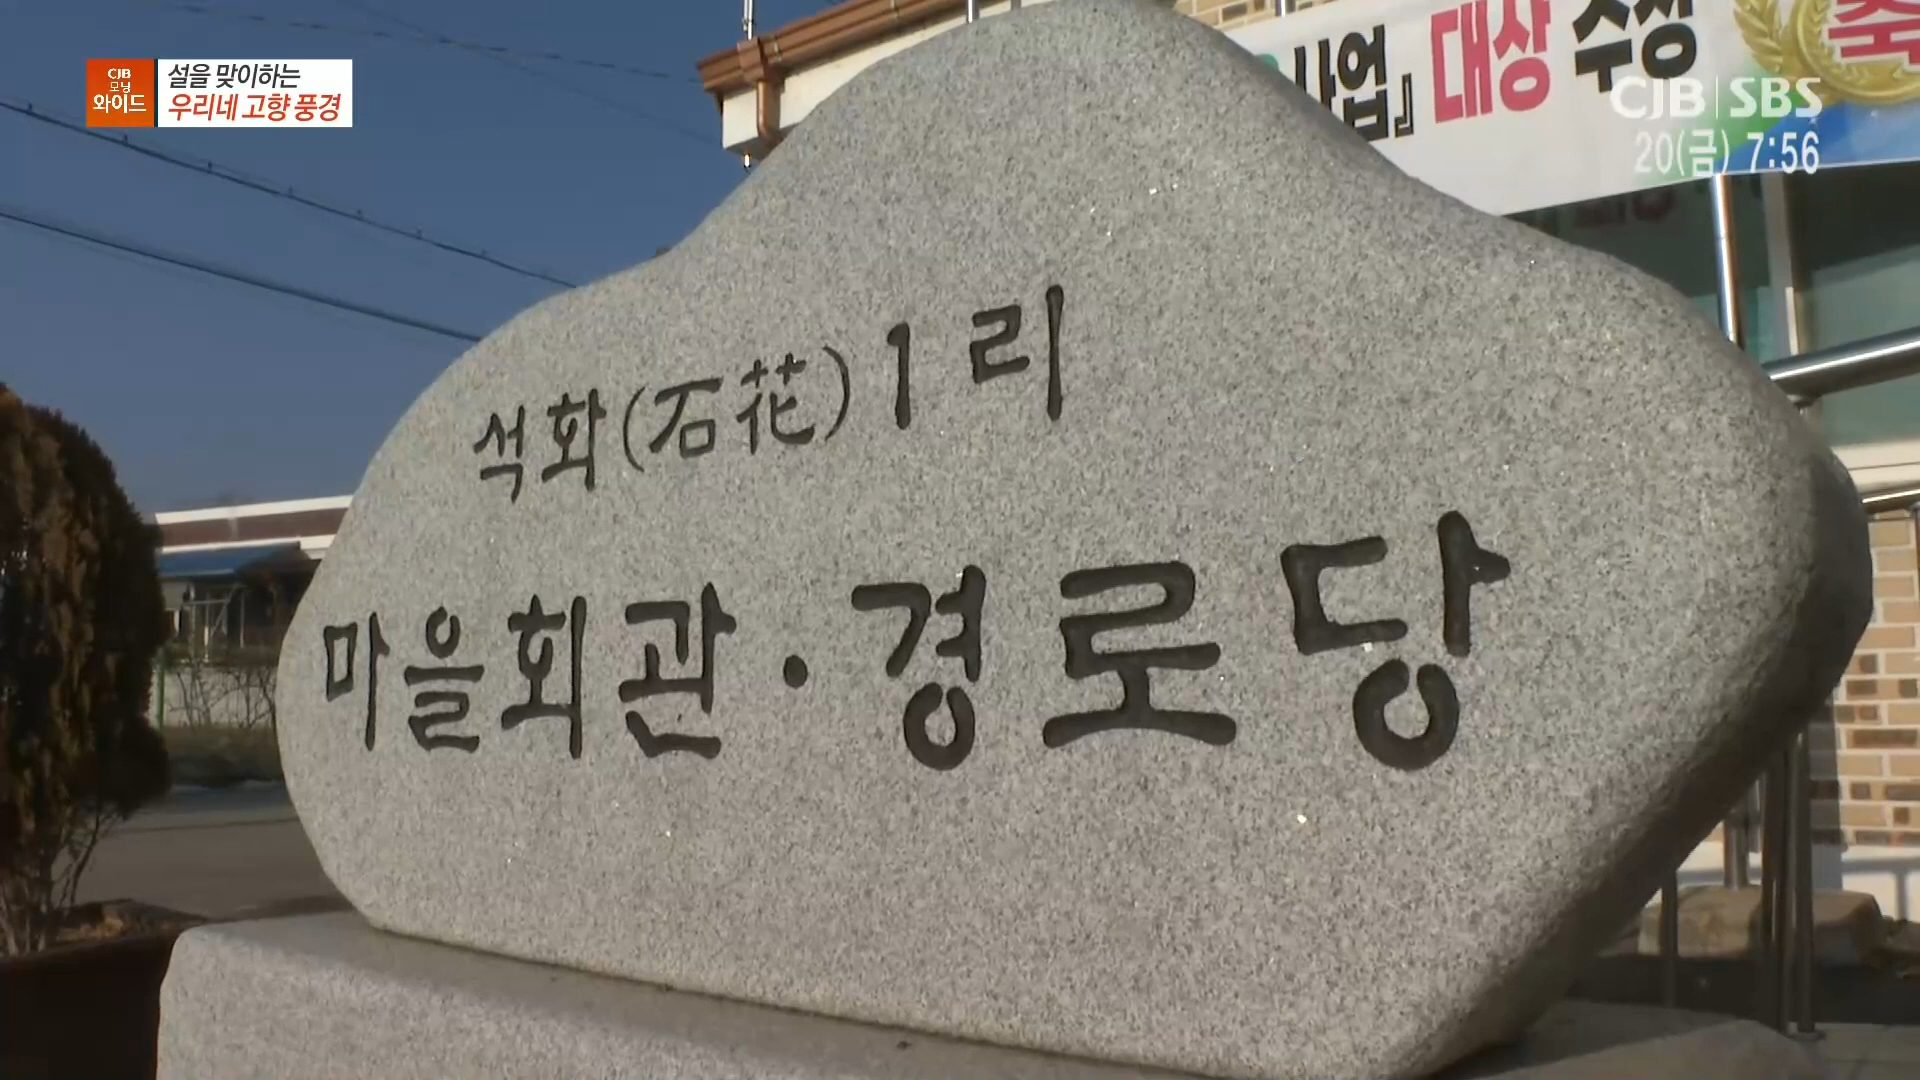 CJB
모닝
와이드
설을 맞이하는
우리네 고향 풍경
사업』 대상 수상
축
CJB SBS
20(금) 7:56
석화(石花)1리
마을회관·경로당